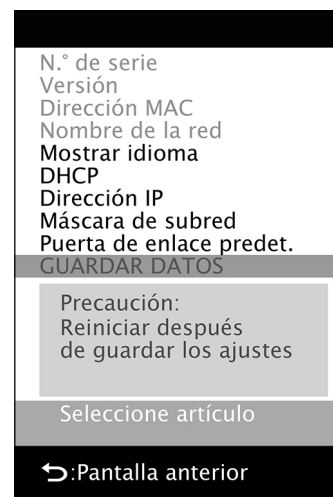 N.° de serie
Versión
Dirección MAC
Nombre de la red
Mostrar idioma
DHCP
Dirección IP
Máscara de subred
Puerta de enlace predet.
GUARDAR DATOS
Precaución:
Reiniciar después
de guardar los ajustes
Seleccione artículo
:Pantalla anterior